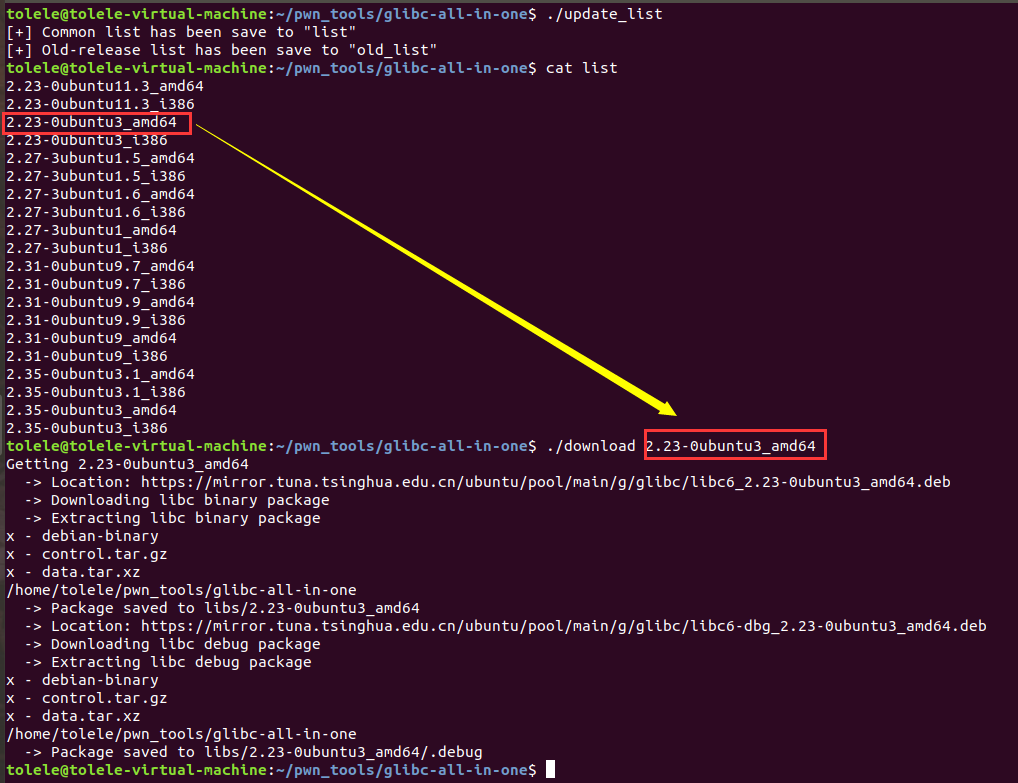 tolele@tolele-virtual-machine:~/pwn_tools/glibc-all-in-one$ ./update_list
[+] Common list has been save to "list"
[+] Old-release list has been save to "old_list"
tolele@tolele-virtual-machine:~/pwn_tools/glibc-all-in-one$ cat list
2.23-0ubuntu11.3_amd64
2.23-0ubuntu11.3_i386
2.23-0ubuntu3_amd64
2.23-0ubuntu3_i386
2.27-3ubuntu1.5_amd64
2.27-3ubuntu1.5_i386
2.27-3ubuntu1.6_amd64
2.27-3ubuntu1.6_i386
2.27-3ubuntu1_amd64
2.27-3ubuntu1_i386
2.31-0ubuntu9.7_amd64
2.31-0ubuntu9.7_i386
2.31-0ubuntu9.9_amd64
2.31-0ubuntu9.9_i386
2.31-0ubuntu9_amd64
2.31-0ubuntu9_i386
2.35-0ubuntu3.1_amd64
2.35-0ubuntu3.1_i386
2.35-0ubuntu3_amd64
2.35-0ubuntu3_i386
tolele@tolele-virtual-machine:~/pwn_tools/glibc-all-in-one$ ./download 2.23-0ubuntu3_amd64
Getting 2.23-0ubuntu3_amd64
  -> Location: https://mirror.tuna.tsinghua.edu.cn/ubuntu/pool/main/g/glibc/libc6_2.23-0ubuntu3_amd64.deb
  -> Downloading libc binary package
  -> Extracting libc binary package
x - debian-binary
x - control.tar.gz
x - data.tar.xz
/home/tolele/pwn_tools/glibc-all-in-one
  -> Package saved to libs/2.23-0ubuntu3_amd64
  -> Location: https://mirror.tuna.tsinghua.edu.cn/ubuntu/pool/main/g/glibc/libc6-dbg_2.23-0ubuntu3_amd64.deb
  -> Downloading libc debug package
  -> Extracting libc debug package
x - debian-binary
x - control.tar.gz
x - data.tar.xz
/home/tolele/pwn_tools/glibc-all-in-one
  -> Package saved to libs/2.23-0ubuntu3_amd64/.debug
tolele@tolele-virtual-machine:~/pwn_tools/glibc-all-in-one$